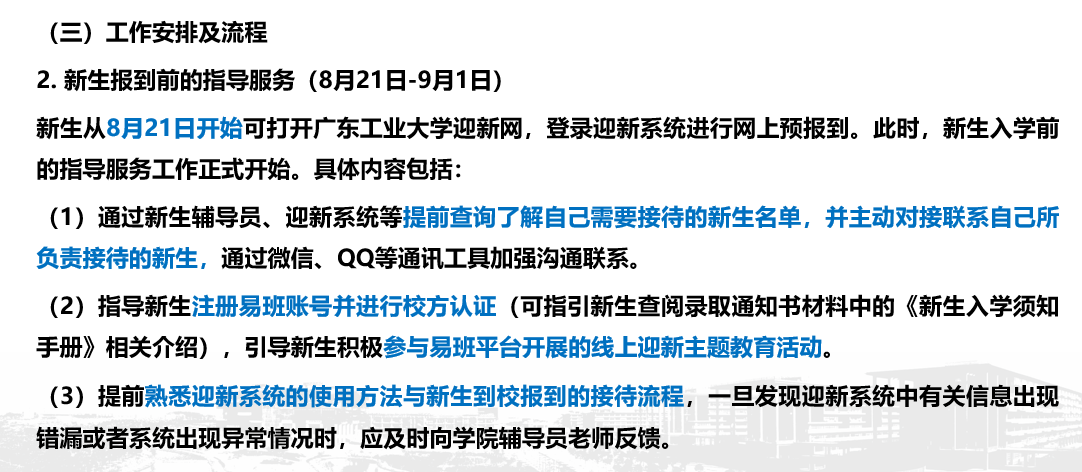 （三）工作安排及流程
2. 新生报到前的指导服务（8月21日-9月1日）
新生从8月21日开始可打开广东工业大学迎新网，登录迎新系统进行网上预报到。此时，新生入学前
的指导服务工作正式开始。具体内容包括：
（1）通过新生辅导员、迎新系统等提前查询了解自己需要接待的新生名单，并主动对接联系自己所
负责接待的新生，通过微信、QQ等通讯工具加强沟通联系。
（2）指导新生注册易班账号并进行校方认证（可指引新生查阅录取通知书材料中的《新生入学须知
手册》相关介绍），引导新生积极参与易班平台开展的线上迎新主题教育活动。
（3）提前熟悉迎新系统的使用方法与新生到校报到的接待流程，一旦发现迎新系统中有关信息出现
错漏或者系统出现异常情况时，应及时向学院辅导员老师反馈。